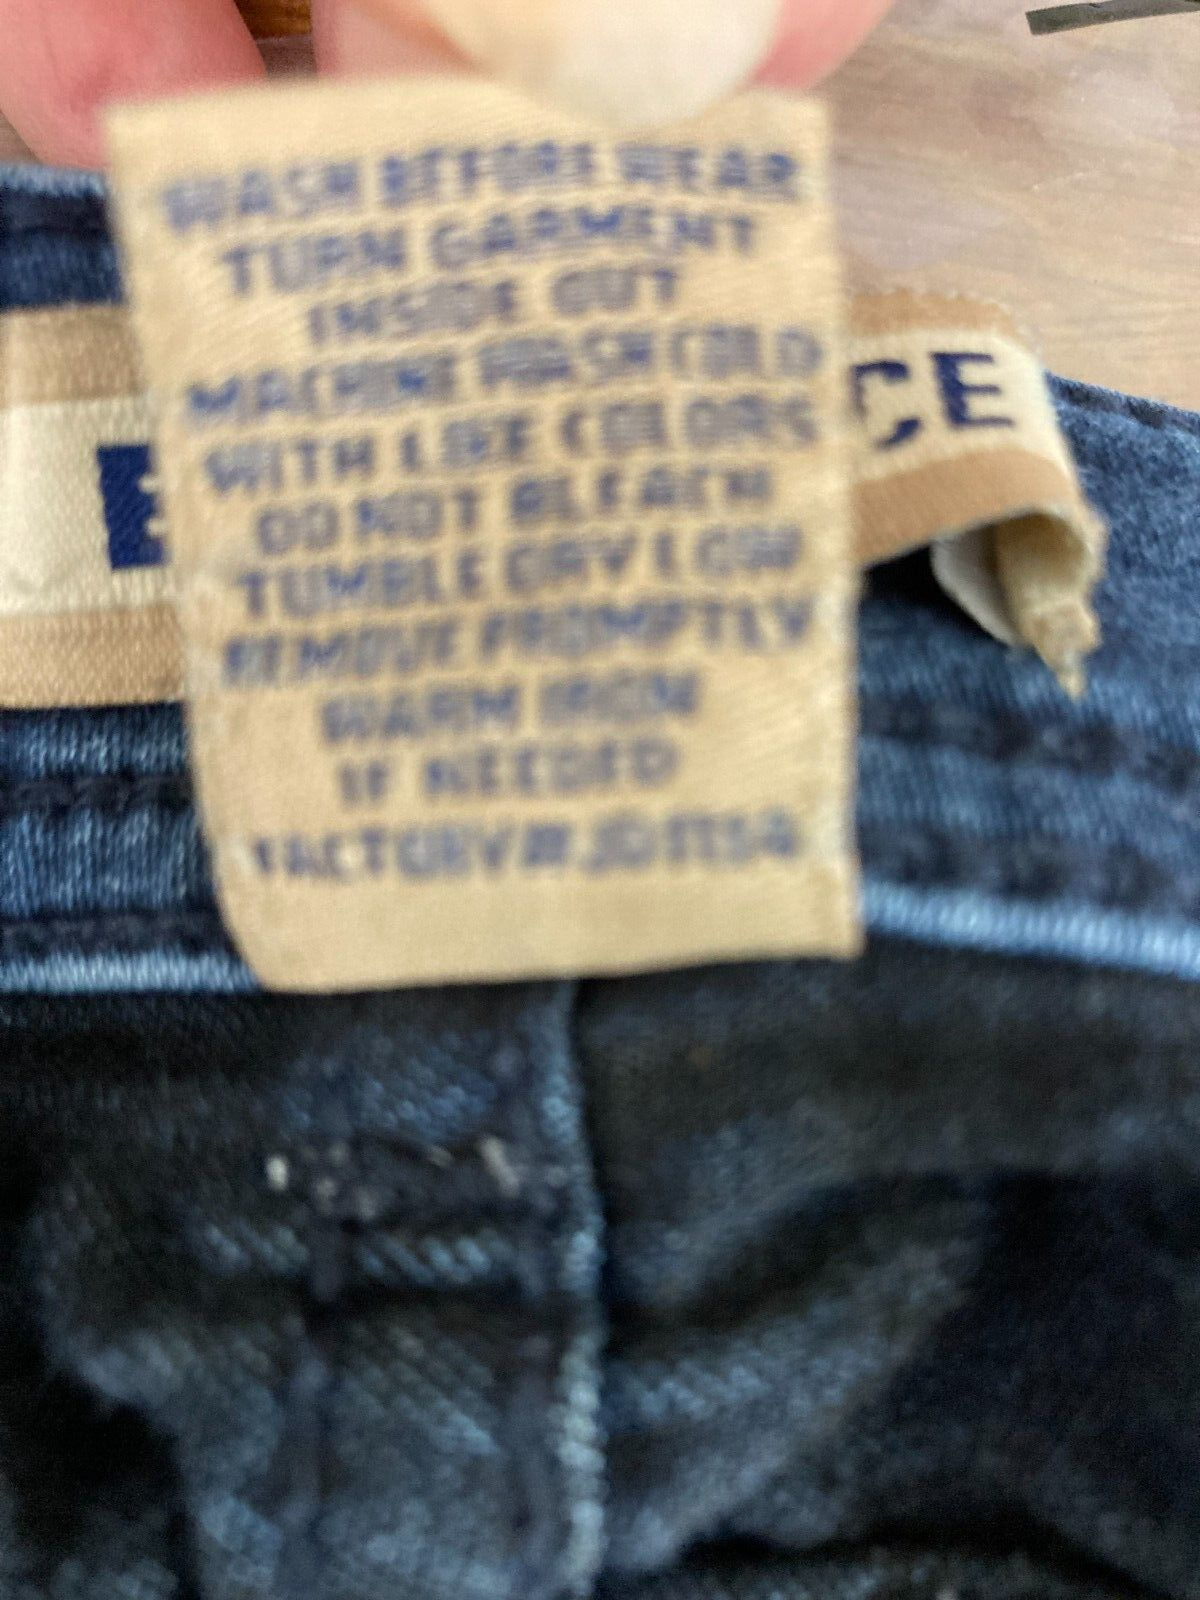 WASH BEFORE WEAR
TURN GARMENT
INSIDE OUT
MACHINE WASH COLD
WITH LIKE COLORS
DO NOT BLEACH
TUMBLE DRY LOW
REMOVE PROMPTLY
WARM IRON
IF NEEDED
FACTORY#
CE